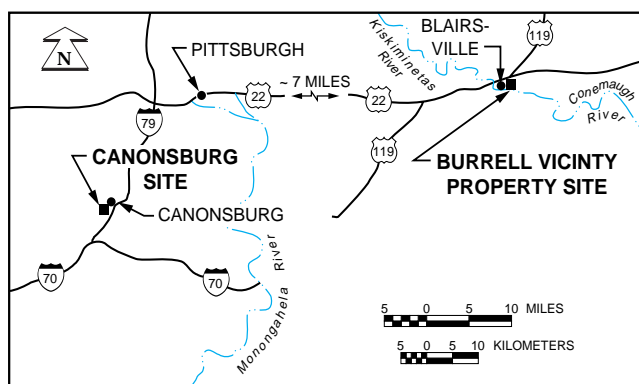 N
PITTSBURGH
~ 7 MILES
BLAIRS-
VILLE
119
Kiskiminetas
River
22
22
Conemaugh
River
79
119
CANONSBURG
SITE
BURRELL VICINTY
PROPERTY SITE
CANONSBURG
70
70
Monongahela River
5 0 5 10 MILES
5 0 5 10 KILOMETERS